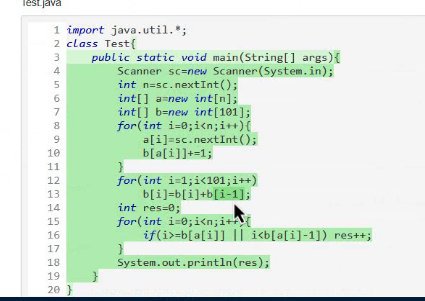 Test.java
1 import java.util.*;
2 class Test{
3 public static void main(String[] args){
4 Scanner sc=new Scanner(System.in);
5 int n=sc.nextInt();
6 int[] a=new int[n];
7 int[] b=new int[101];
8 for(int i=0;i<n;i++){
9 a[i]=sc.nextInt();
10 b[a[i]]+=1;
11 }
12 for(int i=1;i<101;i++)
13 b[i]=b[i]+b[i-1];
14 int res=0;
15 for(int i=0;i<n;i++){
16 if(i>=b[a[i]] || i<b[a[i]-1]) res++;
17 }
18 System.out.println(res);
19 }
20 }